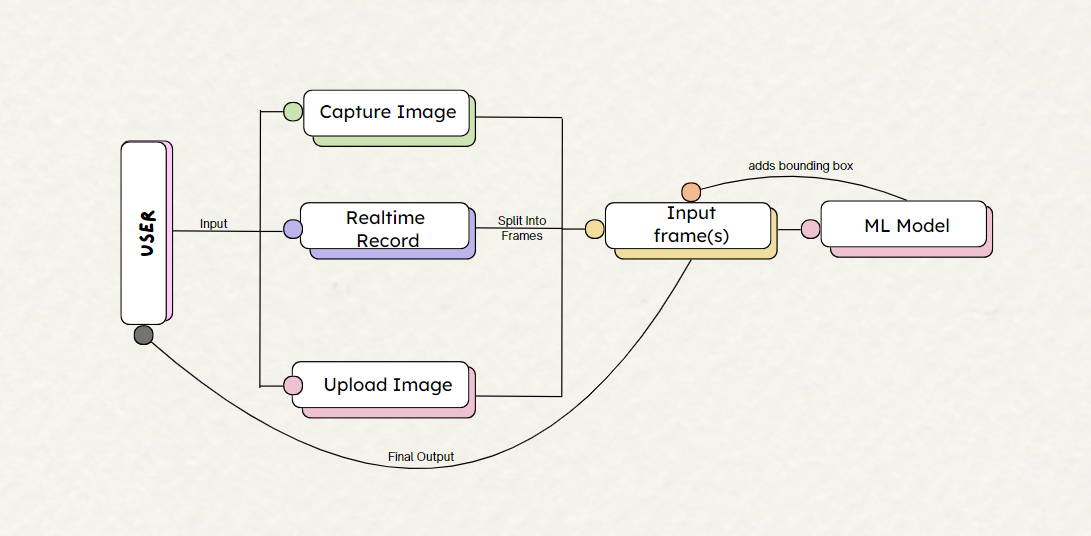 Capture Image
USER
Input
Realtime
Record
Split Into
Frames
Upload Image
Input
frame(s)
adds bounding box
ML Model
Final Output